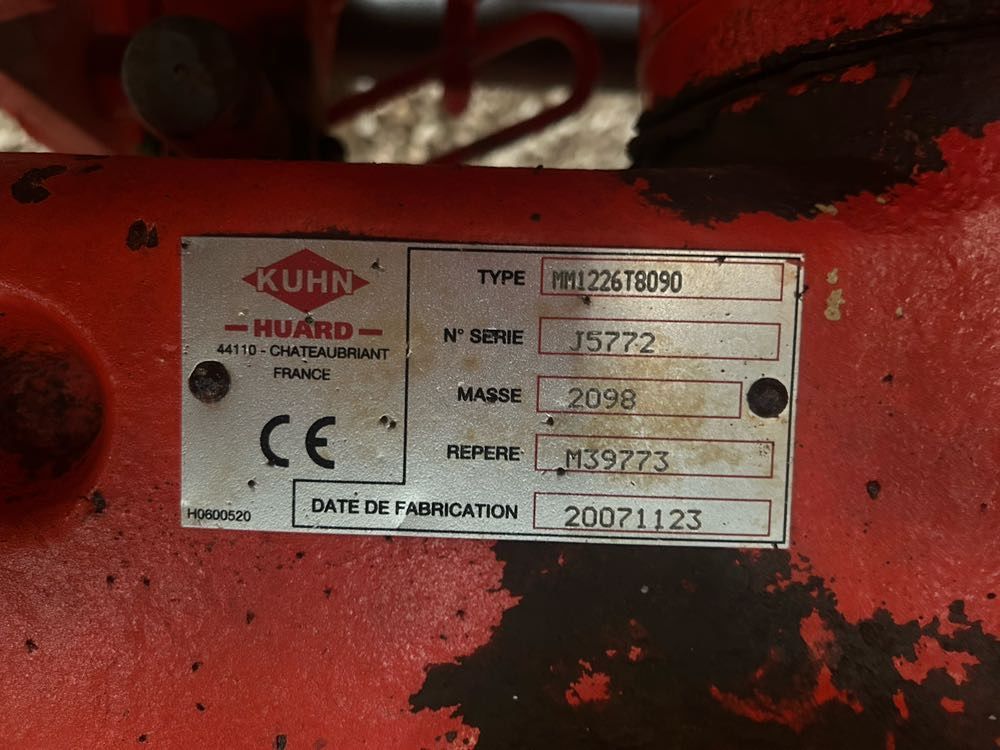 KUHN
HUARD
44110 - CHATEAUBRIANT
FRANCE
CE
H0600520
TYPE MM1226T8090
N° SERIE J5772
MASSE 2098
REPERE M39773
DATE DE FABRICATION 20071123